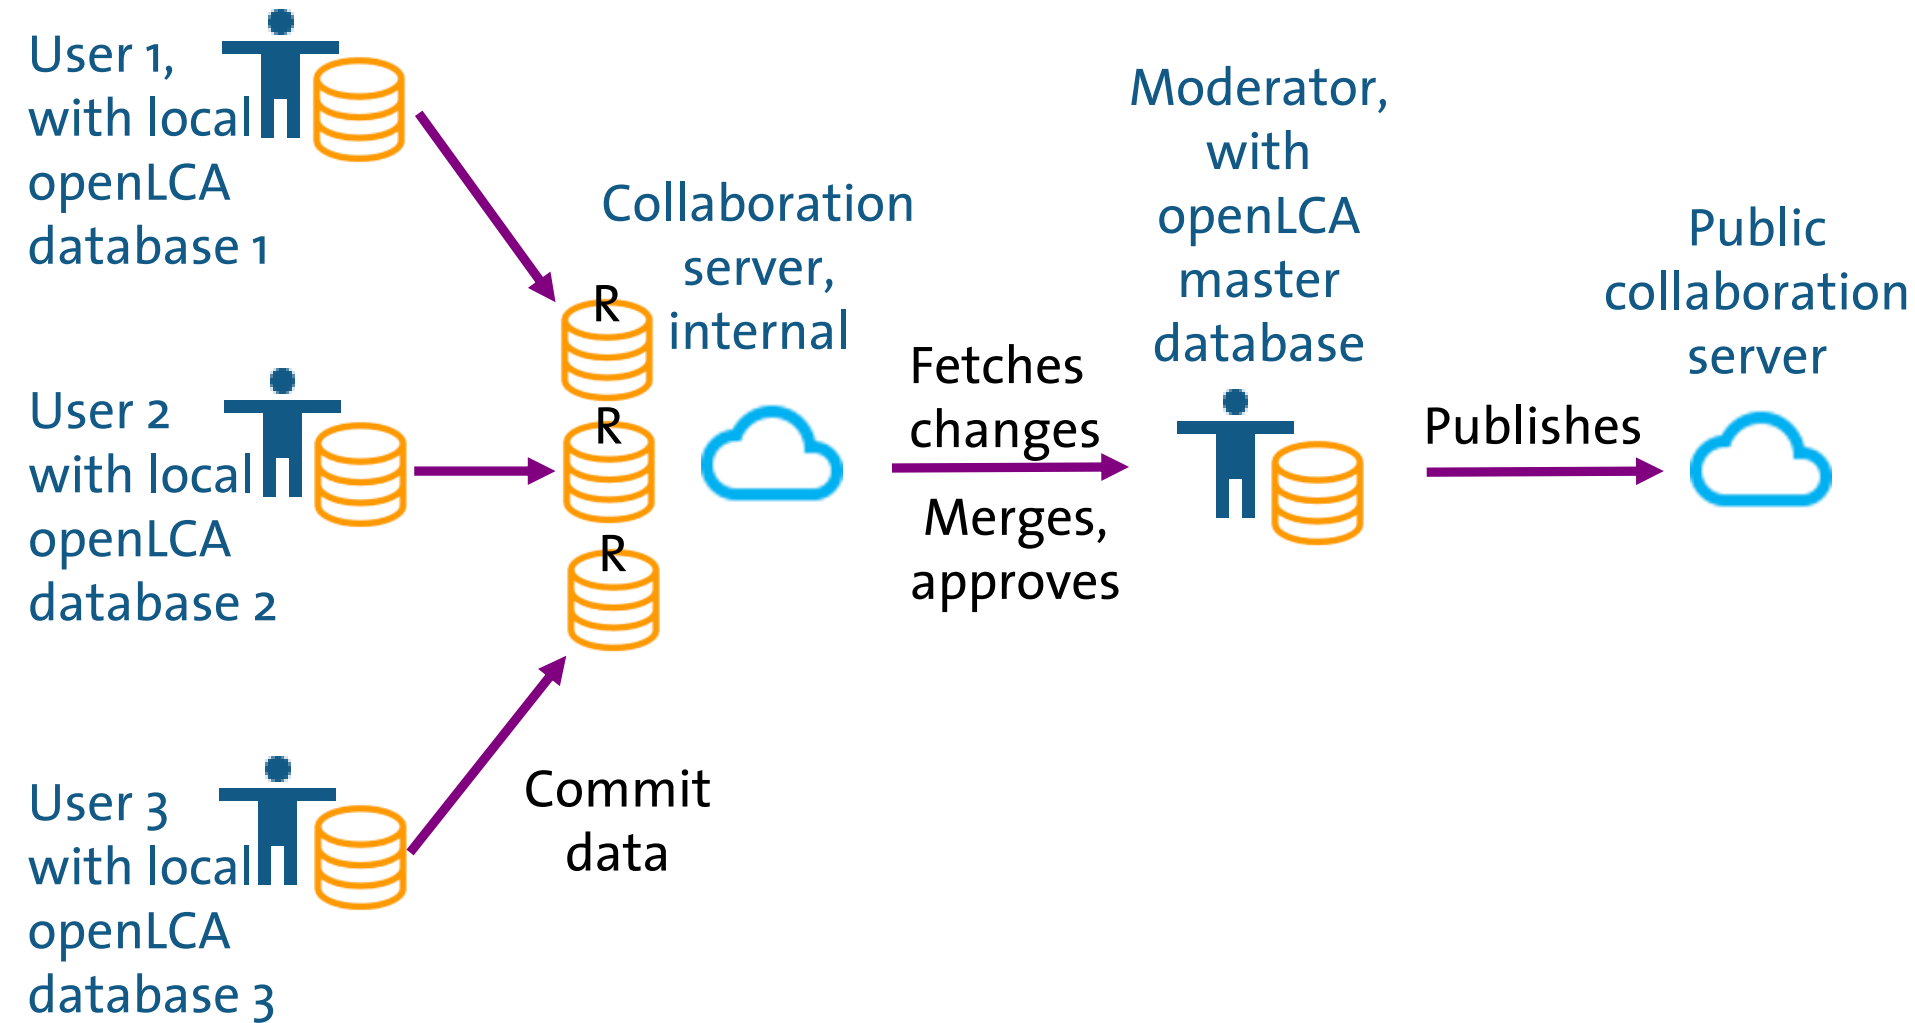 User 1,
with local
openLCA
database 1
User 2
with local
openLCA
database 2
User 3
with local
openLCA
database 3
Commit
data
R
R
R
Collaboration
server,
internal
Fetches
changes
Merges,
approves
Moderator,
with
openLCA
master
database
Publishes
Public
collaboration
server